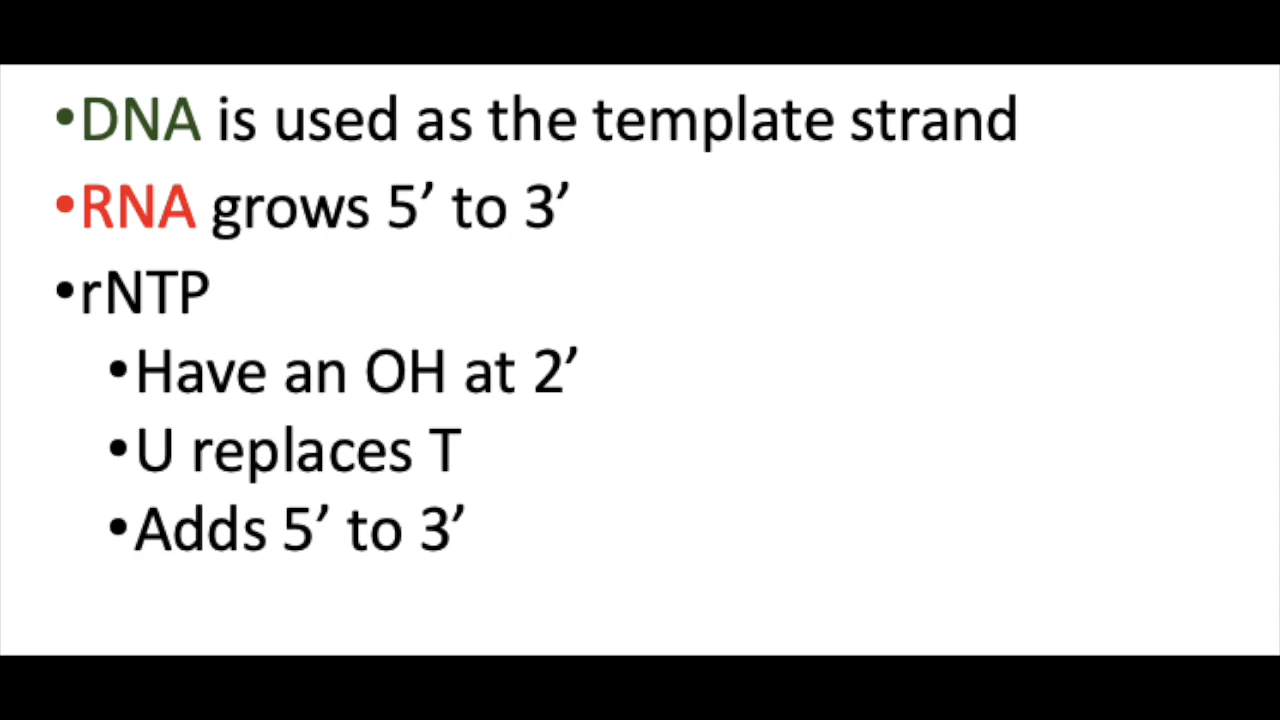 •DNA is used as the template strand
•RNA grows 5’ to 3’
•rNTP
•Have an OH at 2’
•U replaces T
•Adds 5’ to 3’